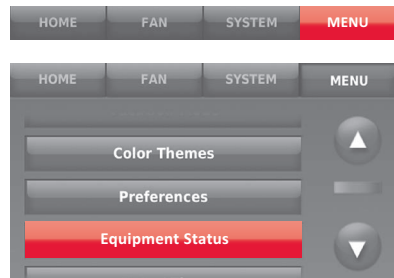 HOME FAN SYSTEM MENU
HOME FAN SYSTEM MENU
Color Themes
Preferences
Equipment Status